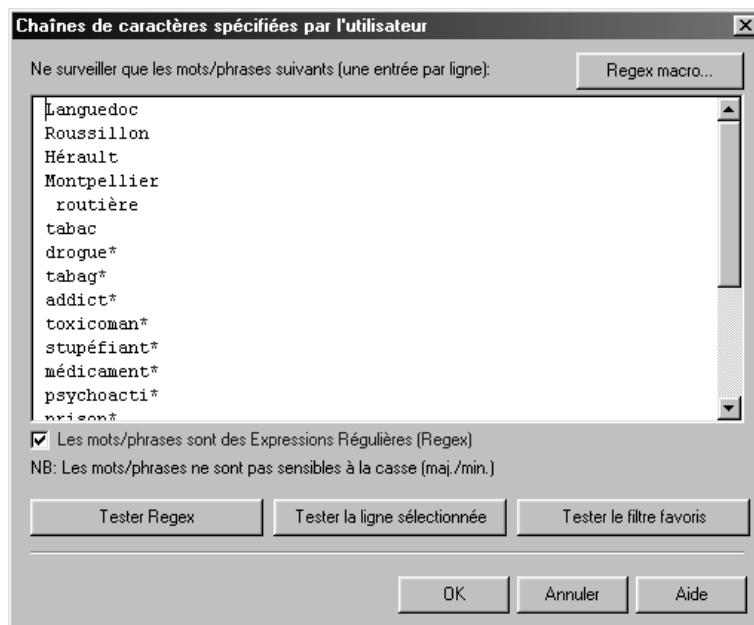 Chaînes de caractères spécifiées par l'utilisateur
Ne surveiller que les mots/phrases suivants (une entrée par ligne):
Regex macro...
Languedoc
Roussillon
Hérault
Montpellier
routière
tabac
drogue*
tabag*
addict*
toxicoman*
stupéfiant*
médicament*
psychoacti*
prison*
Les mots/phrases sont des Expressions Régulières (Regex)
NB: Les mots/phrases ne sont pas sensibles à la casse (maj./min.)
Tester Regex
Tester la ligne sélectionnée
Tester le filtre favoris
OK
Annuler
Aide